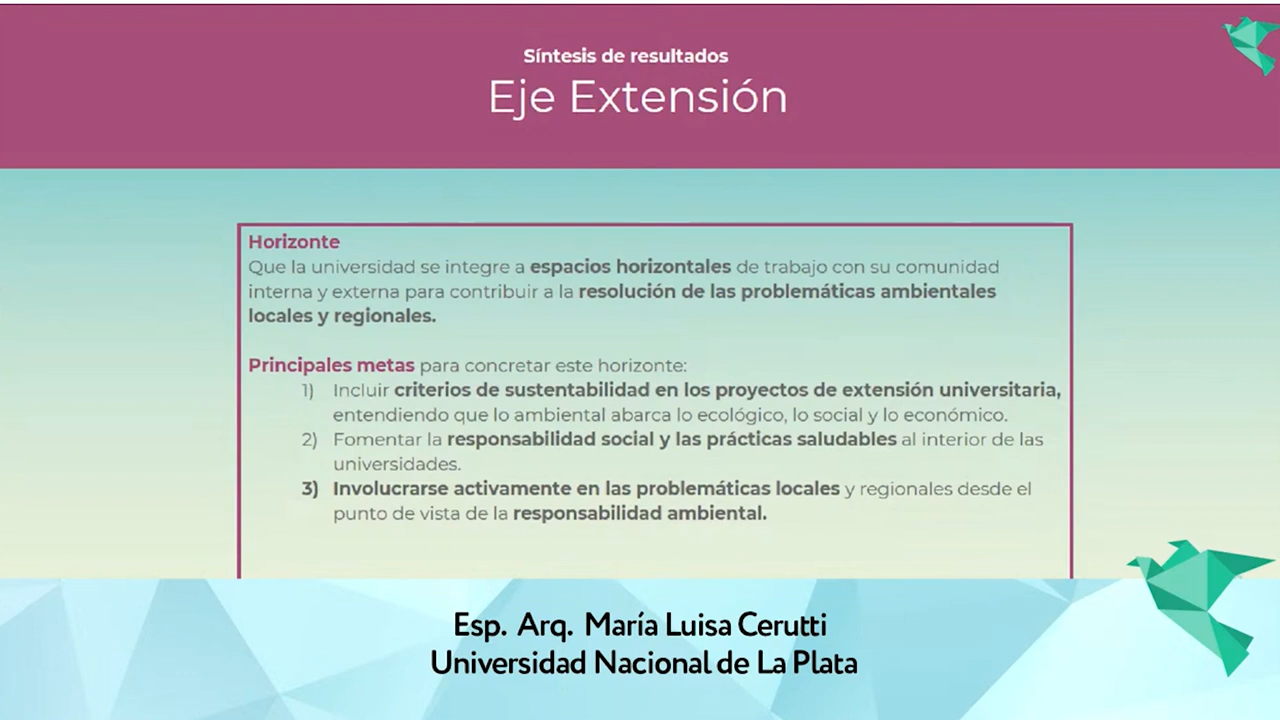 Síntesis de resultados
Eje Extensión
Horizonte
Que la universidad se integre a espacios horizontales de trabajo con su comunidad
interna y externa para contribuir a la resolución de las problemáticas ambientales
locales y regionales.
Principales metas para concretar este horizonte:
1) Incluir criterios de sustentabilidad en los proyectos de extensión universitaria,
entendiendo que lo ambiental abarca lo ecológico, lo social y lo económico.
2) Fomentar la responsabilidad social y las prácticas saludables al interior de las
universidades.
3) Involucrarse activamente en las problemáticas locales y regionales desde el
punto de vista de la responsabilidad ambiental.
Esp. Arq. María Luisa Cerutti
Universidad Nacional de La Plata